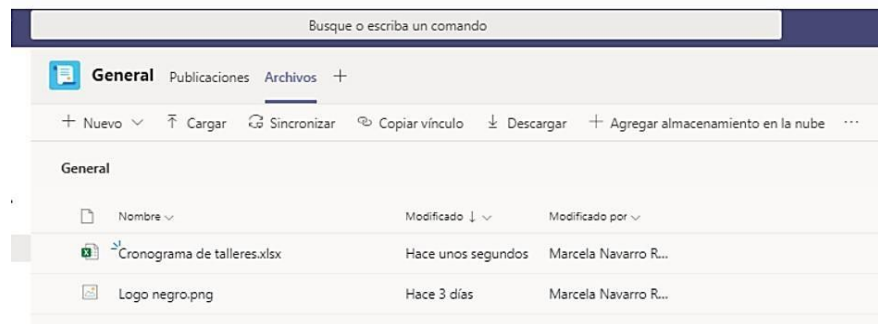 Busque o escriba un comando
General Publicaciones Archivos +
+ Nuevo Cargar Sincronizar Copiar vínculo Descargar + Agregar almacenamiento en la nube ...
General
Nombre Modificado ↓ Modificado por
Cronograma de talleres.xlsx Hace unos segundos Marcela Navarro R...
Logo negro.png Hace 3 días Marcela Navarro R...